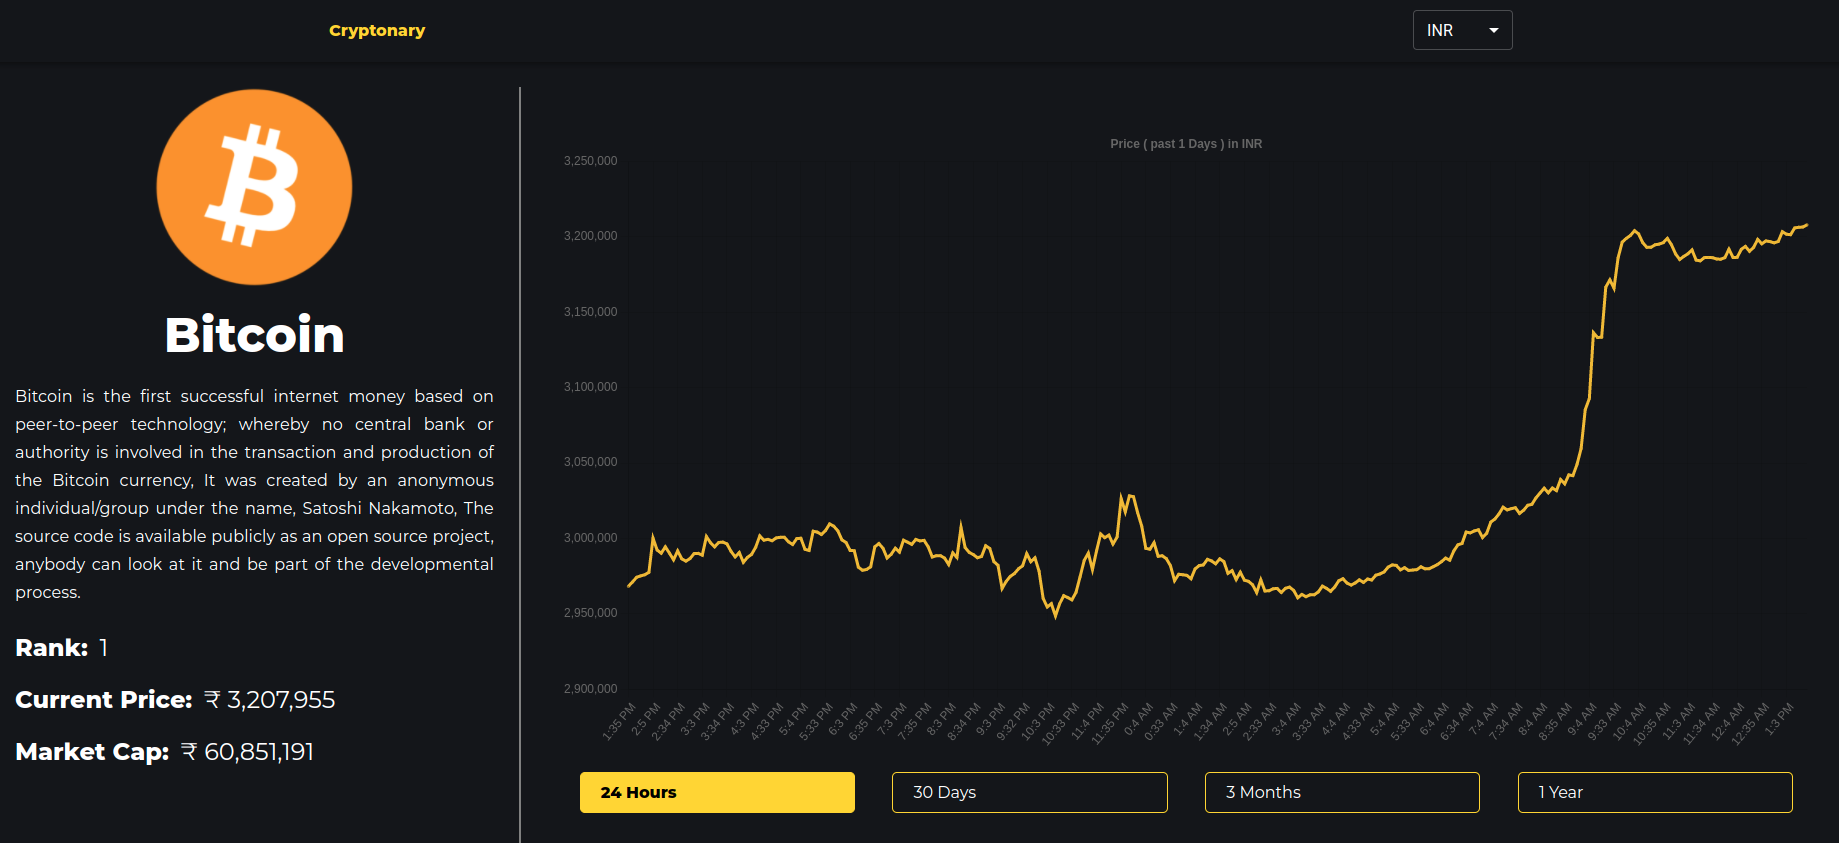 Cryptonary
INR
Bitcoin
Bitcoin is the first successful internet money based on
peer-to-peer technology; whereby no central bank or
authority is involved in the transaction and production of
the Bitcoin currency, It was created by an anonymous
individual/group under the name, Satoshi Nakamoto, The
source code is available publicly as an open source project,
anybody can look at it and be part of the developmental
process.
Rank: 1
Current Price: ₹ 3,207,955
Market Cap: ₹ 60,851,191
Price ( past 1 Days ) in INR
3,250,000
3,200,000
3,150,000
3,100,000
3,050,000
3,000,000
2,950,000
2,900,000
1:35 PM
2:5 PM
2:34 PM
3:3 PM
3:34 PM
4:3 PM
4:33 PM
5:4 PM
5:33 PM
6:3 PM
6:35 PM
7:3 PM
7:35 PM
8:3 PM
8:34 PM
9:3 PM
9:32 PM
10:3 PM
10:33 PM
11:4 PM
11:35 PM
0:4 AM
0:33 AM
1:4 AM
1:34 AM
2:5 AM
2:33 AM
3:4 AM
3:33 AM
4:4 AM
4:33 AM
5:4 AM
5:33 AM
6:4 AM
6:34 AM
7:4 AM
7:34 AM
8:4 AM
8:35 AM
9:4 AM
9:33 AM
10:4 AM
10:35 AM
11:3 AM
11:34 AM
12:4 AM
12:35 AM
1:3 PM
24 Hours
30 Days
3 Months
1 Year